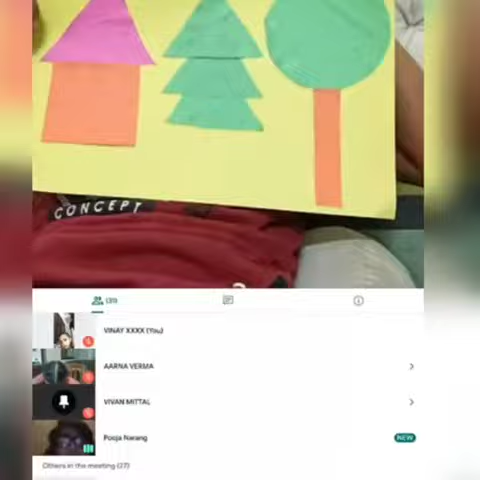 CONCEPT
(31)
VINAY XXXX (You)
AARNA VERMA
VIVAN MITTAL
Pooja Narang
NEW
Others in the meeting (27)